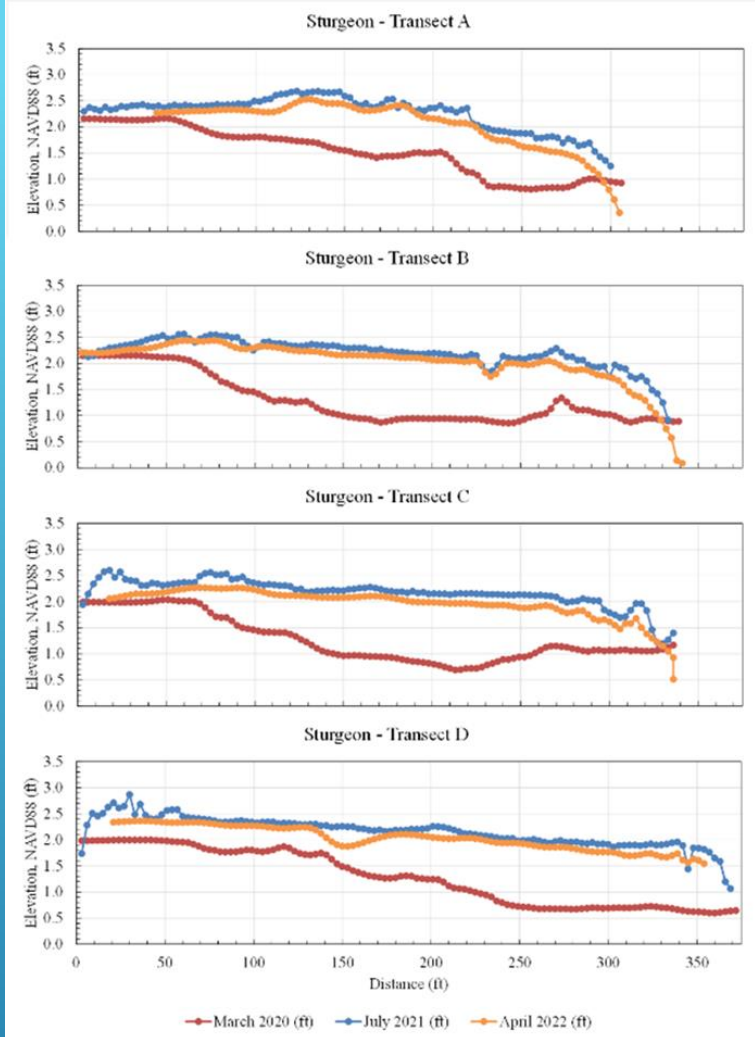 Sturgeon - Transect A
Elevation, NAVD88 (ft)
3.5
3.0
2.5
2.0
1.5
1.0
0.5
0.0
Sturgeon - Transect B
Elevation, NAVD88 (ft)
3.5
3.0
2.5
2.0
1.5
1.0
0.5
0.0
Sturgeon - Transect C
Elevation, NAVD88 (ft)
3.5
3.0
2.5
2.0
1.5
1.0
0.5
0.0
Sturgeon - Transect D
Elevation, NAVD88 (ft)
3.5
3.0
2.5
2.0
1.5
1.0
0.5
0.0
0 50 100 150 200 250 300 350
Distance (ft)
March 2020 (ft) July 2021 (ft) April 2022 (ft)